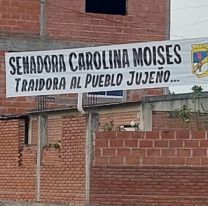 SENADORA CAROLINA MOISES
TRAIDORA AL PUEBLO JUJEÑO...